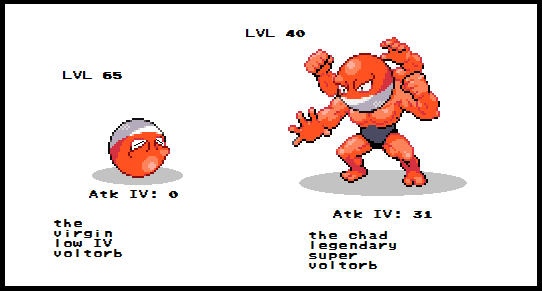 LVL 40
LVL 65
Atk IV: 0
the
virgin
low IV
voltorb
Atk IV: 31
the chad
legendary
super
voltorb